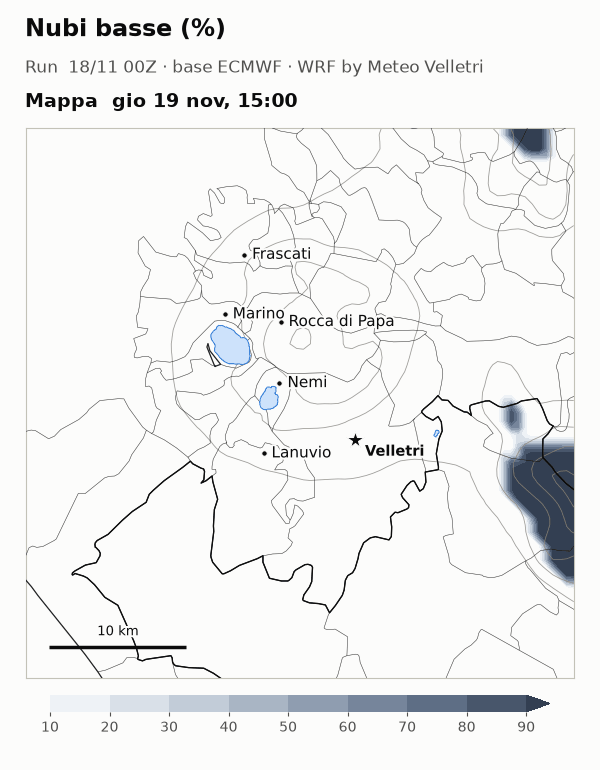 Nubi basse (%)
Run  18/11 00Z · base ECMWF · WRF by Meteo Velletri
Mappa  gio 19 nov, 15:00
Frascati
Marino
Rocca di Papa
Nemi
Velletri
Lanuvio
10 km
10 20 30 40 50 60 70 80 90